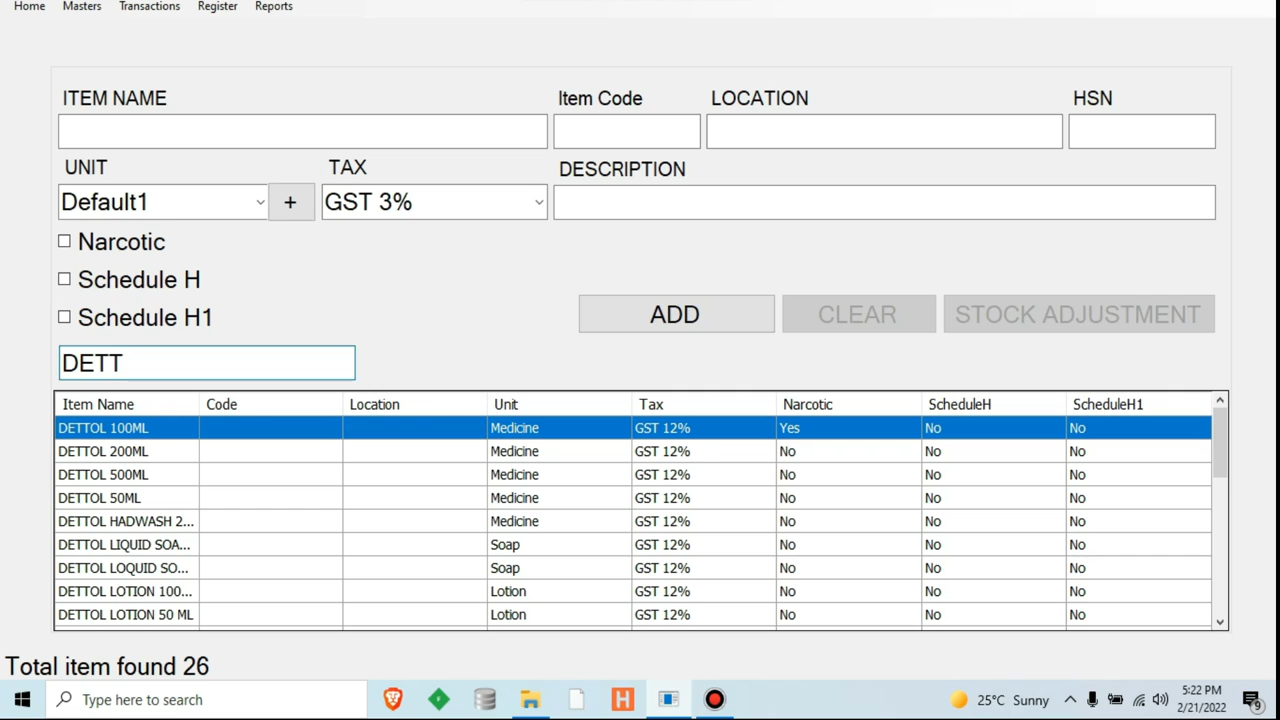 Home Masters Transactions Register Reports
ITEM NAME Item Code LOCATION HSN
UNIT TAX DESCRIPTION
Default1 + GST 3%
Narcotic
Schedule H
Schedule H1
ADD CLEAR STOCK ADJUSTMENT
DETT
Item Name Code Location Unit Tax Narcotic ScheduleH ScheduleH1
DETTOL 100ML Medicine GST 12% Yes No No
DETTOL 200ML Medicine GST 12% No No No
DETTOL 500ML Medicine GST 12% No No No
DETTOL 50ML Medicine GST 12% No No No
DETTOL HADWASH 2... Medicine GST 12% No No No
DETTOL LIQUID SOA... Soap GST 12% No No No
DETTOL LOQUID SO... Soap GST 12% No No No
DETTOL LOTION 100... Lotion GST 12% No No No
DETTOL LOTION 50 ML Lotion GST 12% No No No
Total item found 26
Type here to search H 25°C Sunny 5:22 PM
2/21/2022 9